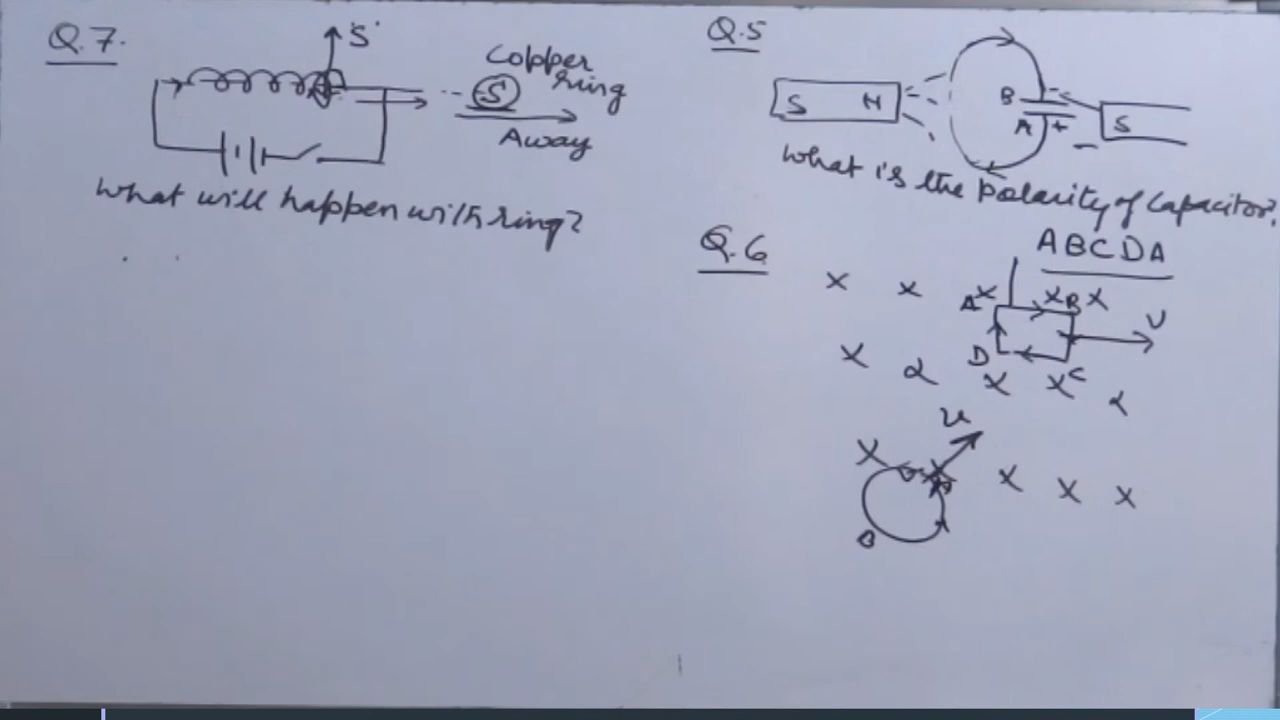 Q.7.
'S'
Copper
ring
S
Away
What will happen with ring?
Q.5
S N
B
A +
S
What is the Polarity of Capacitor?
Q.6
ABCDA
x x x x x
A B
V
D C
x x x x x
v
x x x x x
B